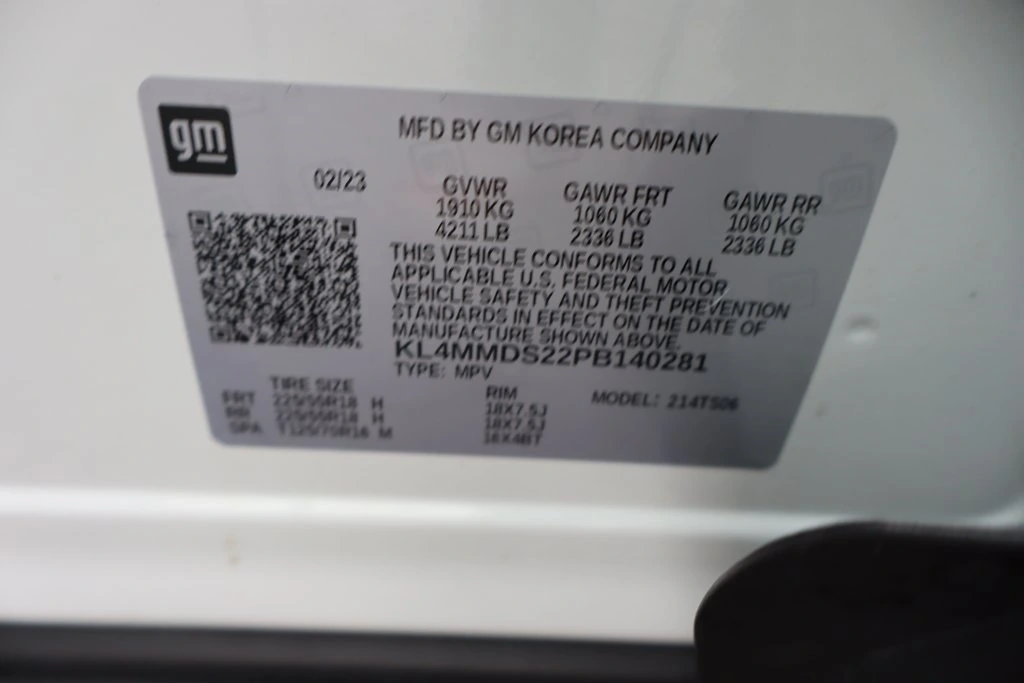 gm
MFD BY GM KOREA COMPANY
02/23
GVWR GAWR FRT GAWR RR
1910 KG 1060 KG 1060 KG
4211 LB 2336 LB 2336 LB
THIS VEHICLE CONFORMS TO ALL
APPLICABLE U.S. FEDERAL MOTOR
VEHICLE SAFETY AND THEFT PREVENTION
STANDARDS IN EFFECT ON THE DATE OF
MANUFACTURE SHOWN ABOVE.
KL4MMDS22PB140281
TYPE: MPV
TIRE SIZE RIM MODEL: 214TS06
FRT 225/55R18 H 18X7.5J
RR 225/55R18 H 18X7.5J
SPA T125/70R16 M 16X4BT